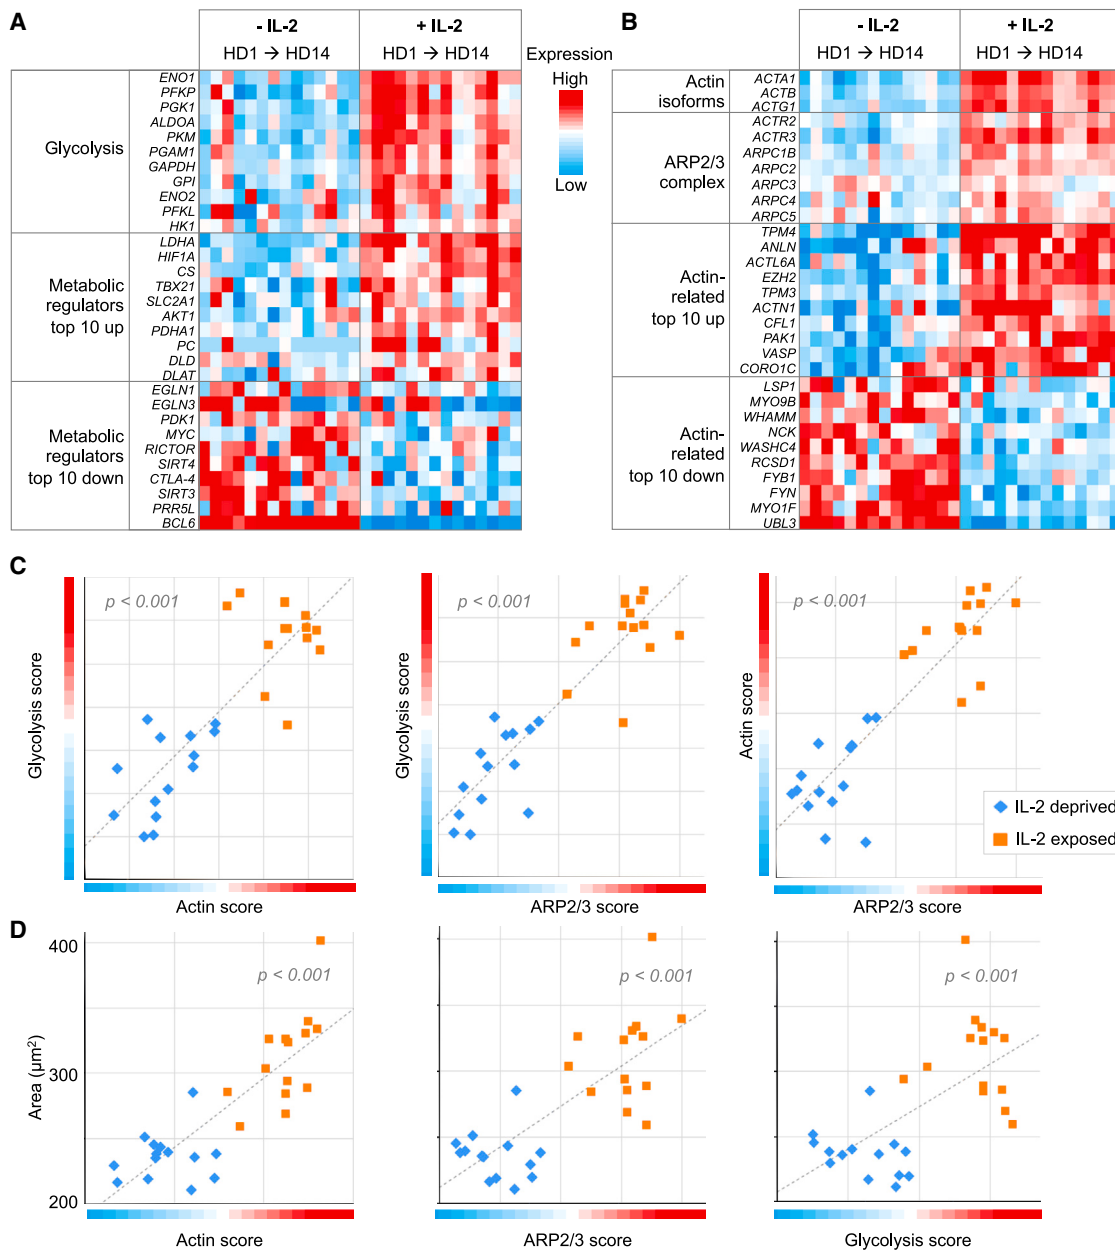 A
- IL-2
+ IL-2
HD1 → HD14
HD1 → HD14
Expression
High
Low
Glycolysis
ENO1
PFKP
PGK1
ALDOA
PKM
PGAM1
GAPDH
GPI
ENO2
PFKL
HK1
Metabolic
regulators
top 10 up
LDHA
HIF1A
CS
TBX21
SLC2A1
AKT1
PDHA1
PC
DLD
DLAT
Metabolic
regulators
top 10 down
EGLN1
EGLN3
PDK1
MYC
RICTOR
SIRT4
CTLA-4
SIRT3
PRR5L
BCL6
B
- IL-2
+ IL-2
HD1 → HD14
HD1 → HD14
Actin
isoforms
ACTA1
ACTB
ACTG1
ARP2/3
complex
ACTR2
ACTR3
ARPC1B
ARPC2
ARPC3
ARPC4
ARPC5
Actin-
related
top 10 up
TPM4
ANLN
ACTL6A
EZH2
TPM3
ACTN1
CFL1
PAK1
VASP
CORO1C
Actin-
related
top 10 down
LSP1
MYO9B
WHAMM
NCK
WASHC4
RCSD1
FYB1
FYN
MYO1F
UBL3
C
p < 0.001
Glycolysis score
Actin score
p < 0.001
Glycolysis score
ARP2/3 score
p < 0.001
Actin score
ARP2/3 score
IL-2 deprived
IL-2 exposed
D
400
300
200
Area (μm²)
p < 0.001
Actin score
p < 0.001
ARP2/3 score
p < 0.001
Glycolysis score